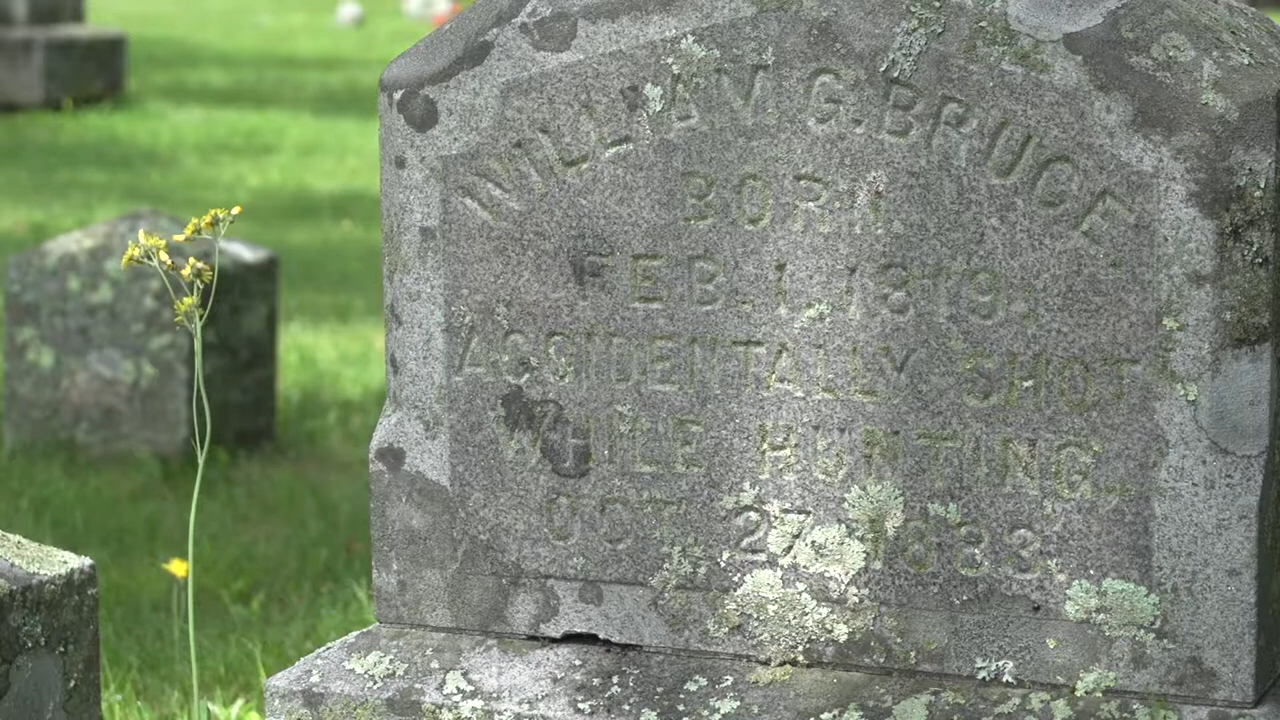 WILLIAM G. BRUCE
BORN
FEB. 1, 1819.
ACCIDENTALLY SHOT
WHILE HUNTING.
OCT. 27, 1883